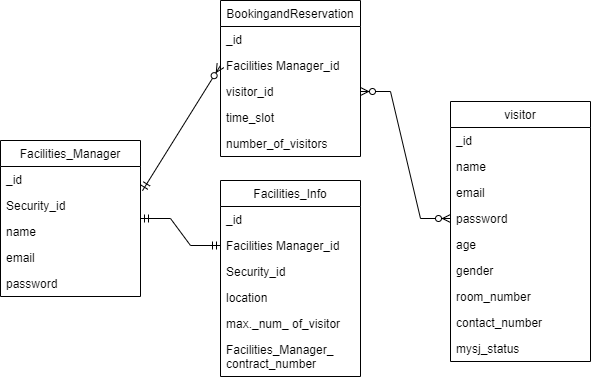 BookingandReservation
_id
Facilities Manager_id
visitor_id
time_slot
number_of_visitors
visitor
_id
name
email
password
age
gender
room_number
contact_number
mysj_status
Facilities_Manager
_id
Security_id
name
email
password
Facilities_Info
_id
Facilities Manager_id
Security_id
location
max._num_ of_visitor
Facilities_Manager_
contract_number